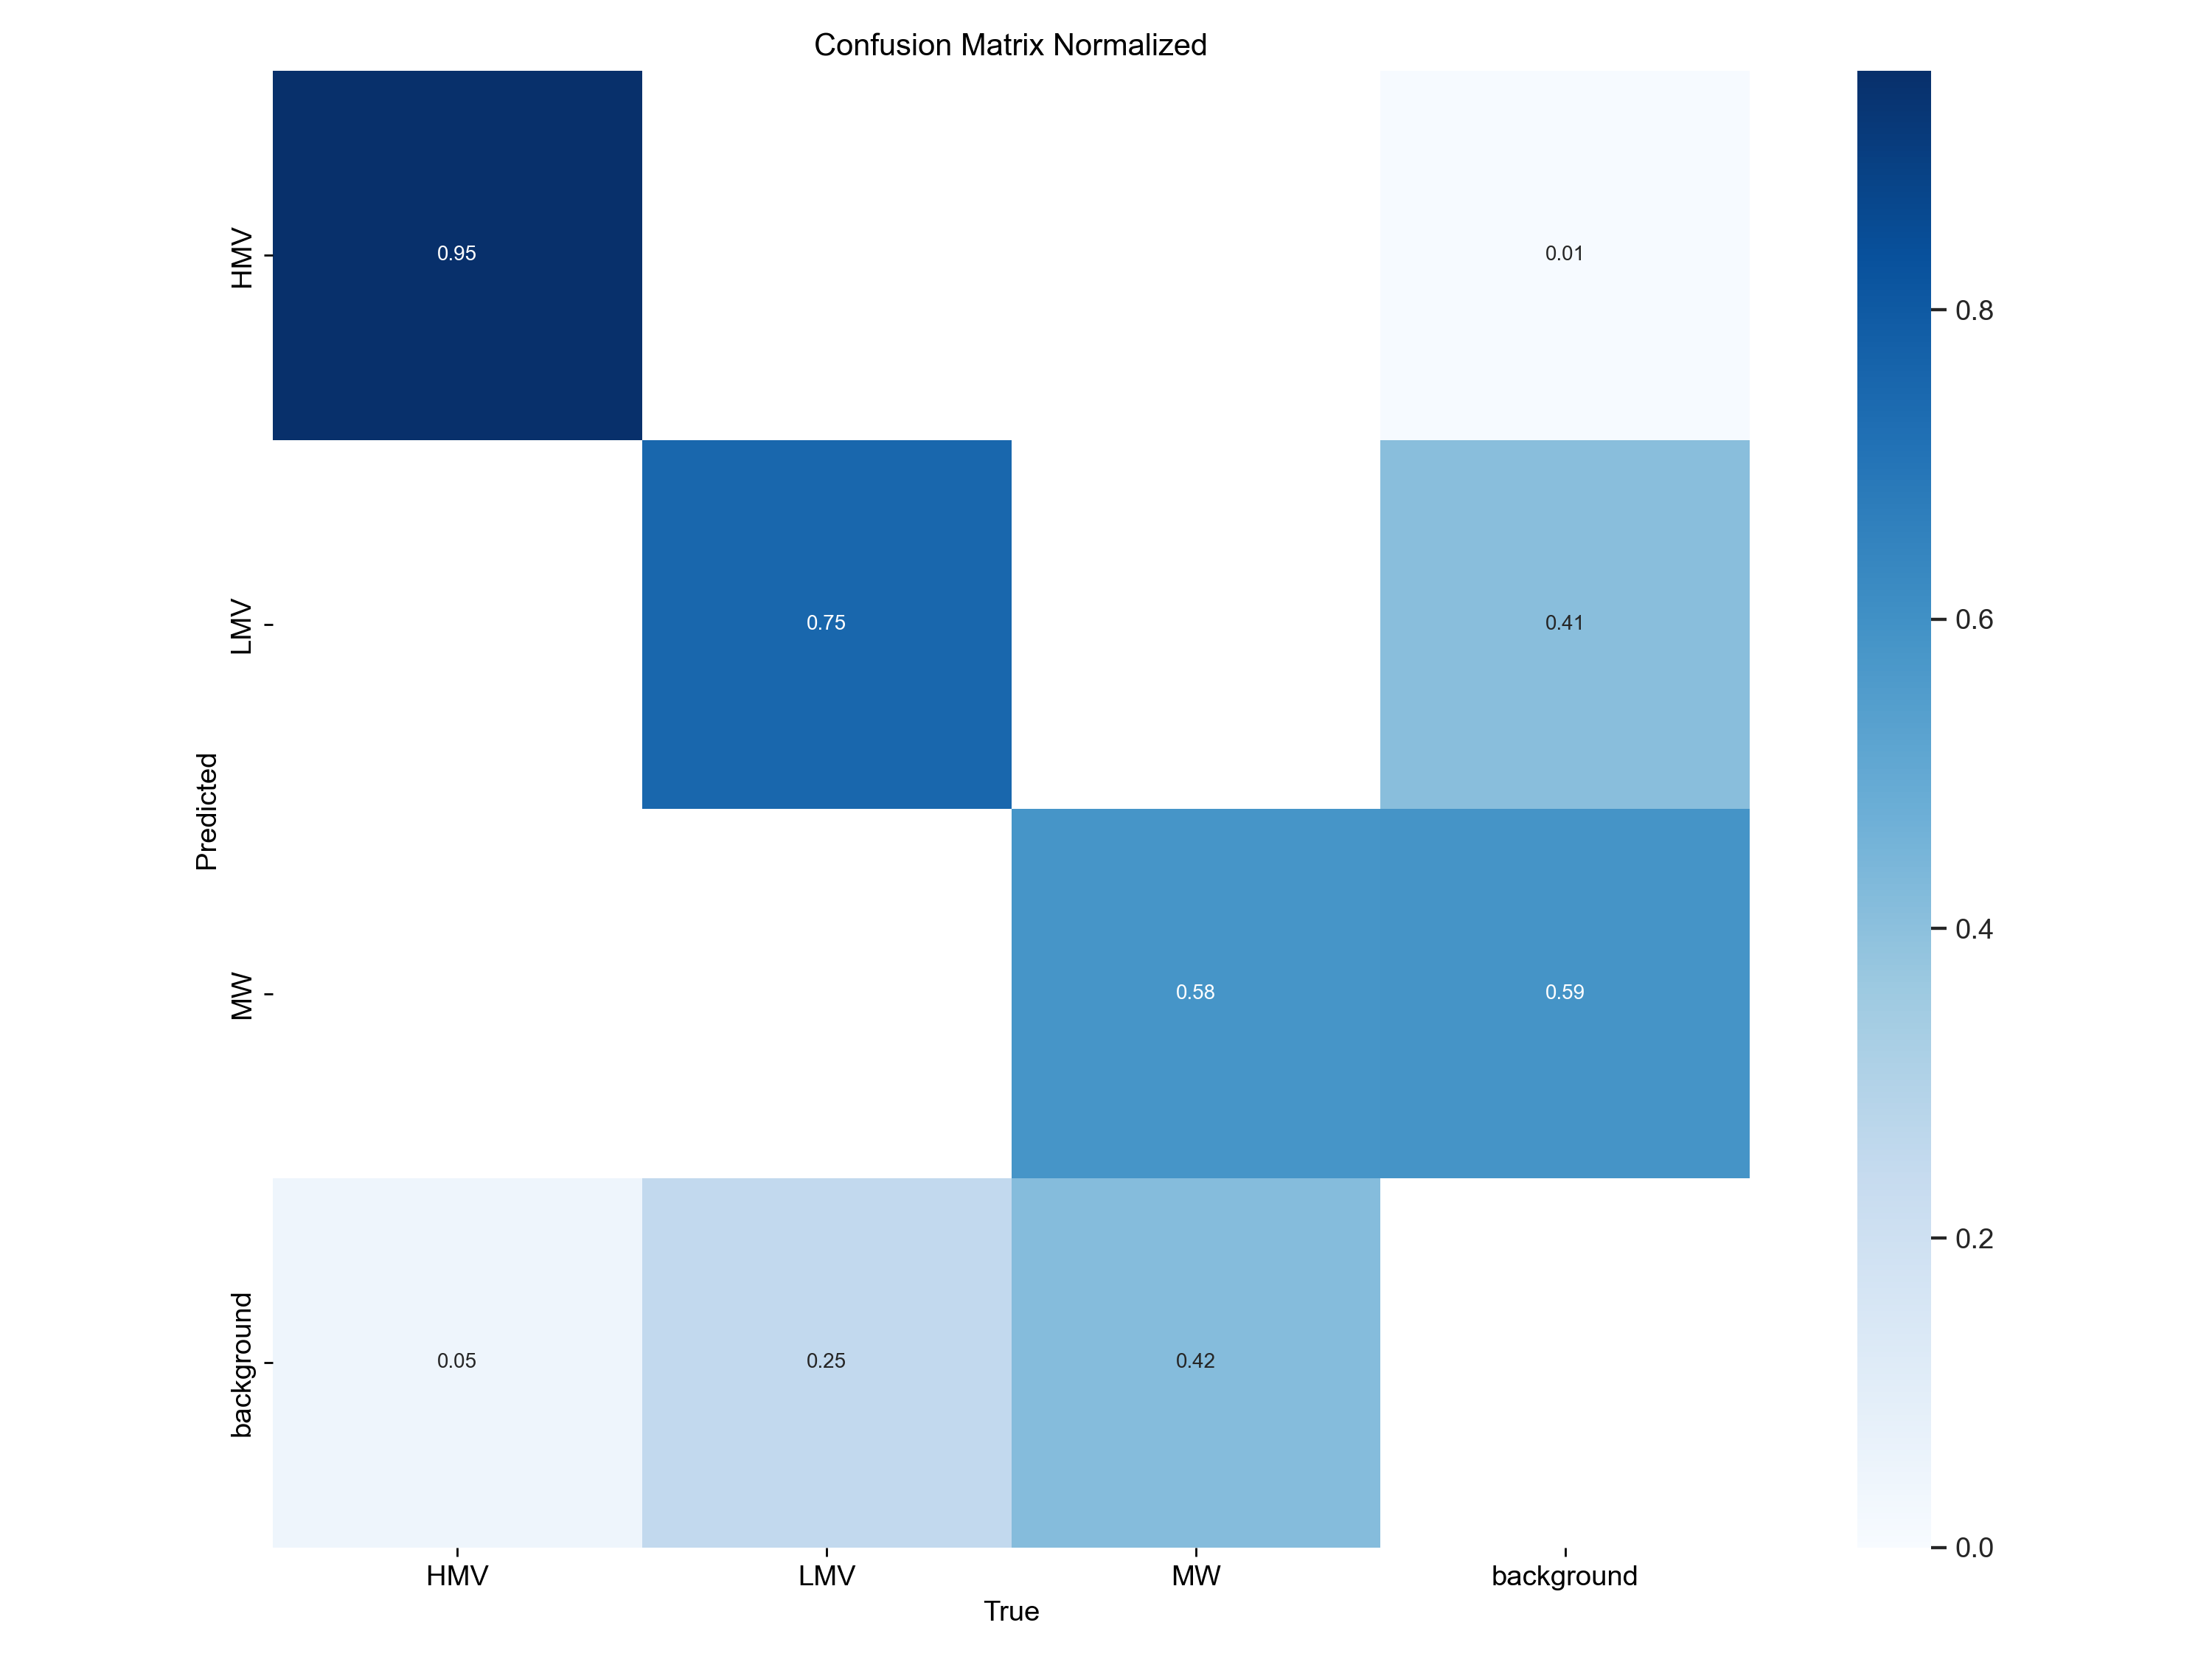 Confusion Matrix Normalized
HMV
0.95
0.01
0.8
LMV
0.75
0.41
0.6
Predicted
MW
0.58
0.59
0.4
background
0.05
0.25
0.42
0.2
0.0
HMV
LMV
MW
background
True